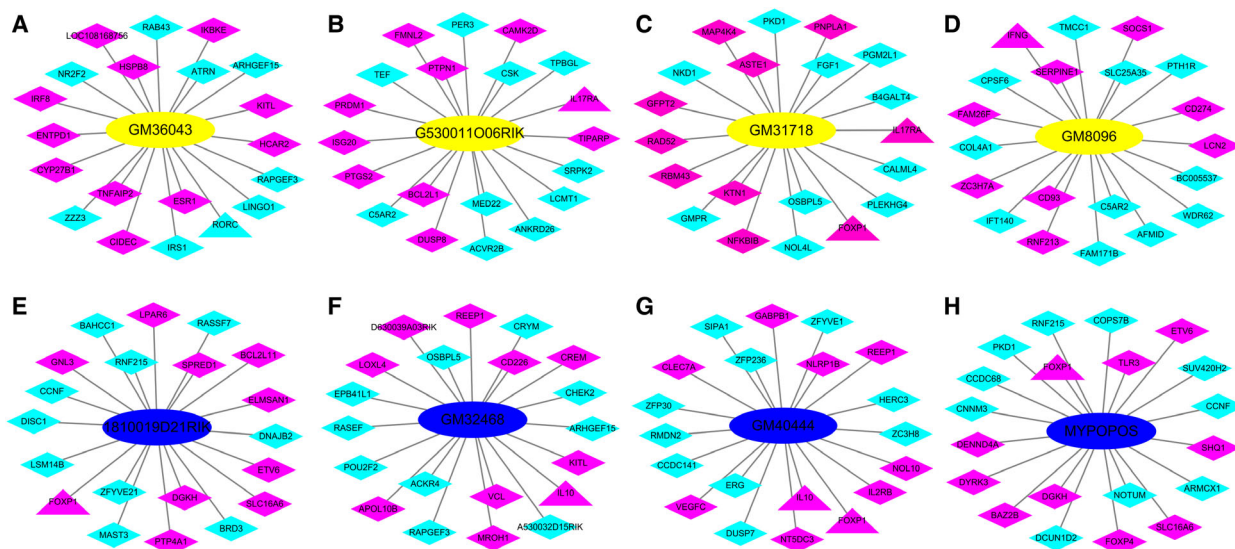 A
LOC108168756
RAB43
IKBKE
NR2F2
HSPB8
ATRN
ARHGEF15
IRF8
KITL
GM36043
ENTPD1
HCAR2
CYP27B1
RAPGEF3
TNFAIP2
ESR1
LINGO1
ZZZ3
RORC
CIDEC
IRS1
B
FMNL2
PER3
CAMK2D
TEF
PTPN1
CSK
TPBGL
PRDM1
IL17RA
G530011O06RIK
ISG20
TIPARP
PTGS2
SRPK2
BCL2L1
MED22
LCMT1
C5AR2
ANKRD26
DUSP6
ACVR2B
C
MAP4K4
PKD1
PNPLA1
NKD1
ASTE1
FGF1
PGM2L1
GFPT2
B4GALT4
GM31718
IL17RA
RAD52
CALML4
RBM43
KTN1
OSBPL5
PLEKHG4
GMPR
FOXP1
NFKBIB
NOL4L
D
IFNG
TMCC1
SOCS1
CPSF6
SERPINE1
SLC25A35
PTH1R
FAM26F
CD274
GM8096
COL4A1
LCN2
ZC3H7A
BC005537
CD93
C5AR2
WDR62
IFT140
AFMID
RNF213
FAM171B
E
BAHCC1
LPAR6
RASSF7
GNL3
RNF215
SPRED1
BCL2L11
CCNF
ELMSAN1
1810019D21RIK
DISC1
DNAJB2
LSM14B
ETV6
FOXP1
ZFYVE21
DGKH
SLC16A6
MAST3
BRD3
PTP4A1
F
D630039A03RIK
REEP1
CRYM
LOXL4
OSBPL5
CD226
CREM
EPB41L1
CHEK2
GM32468
RASEF
ARHGEF15
POU2F2
KITL
ACKR4
VCL
IL10
APOL10B
A530032D15RIK
RAPGEF3
MROH1
G
SIPA1
GABPB1
ZFYVE1
CLEC7A
ZFP236
NLRP1B
REEP1
ZFP30
HERC3
GM40444
RMDN2
ZC3H8
CCDC141
NOL10
ERG
IL10
IL2RB
VEGFC
FOXP1
DUSP7
NT5DC3
H
RNF215
COPS7B
ETV6
PKD1
FOXP1
TLR3
SUV420H2
CCDC68
CNNM3
CCNF
MYPOPOS
DENND4A
SHQ1
DYRK3
ARMCX1
DGKH
NOTUM
BAZ2B
SLC16A6
DCUN1D2
FOXP4